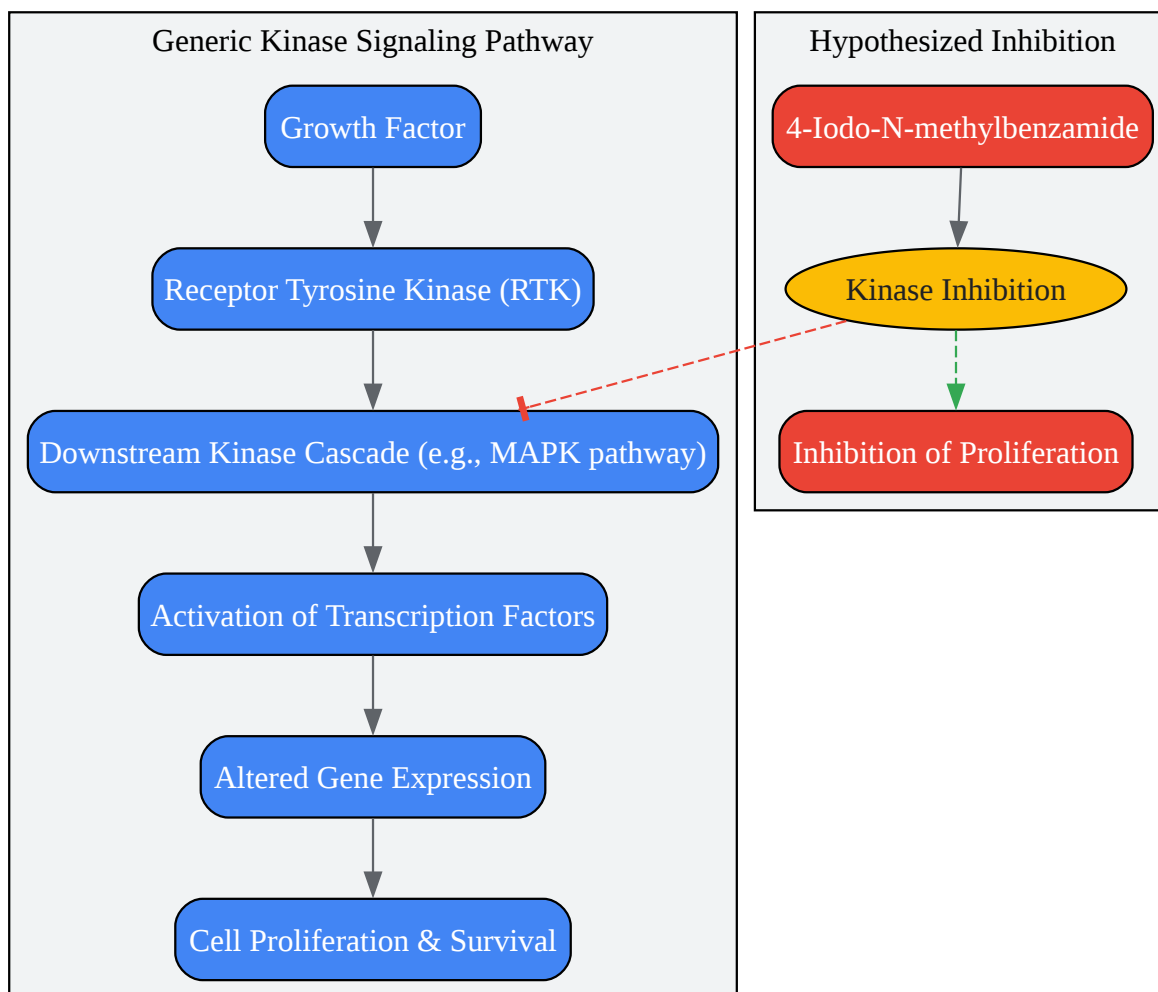 Generic Kinase Signaling Pathway
Growth Factor
Receptor Tyrosine Kinase (RTK)
Downstream Kinase Cascade (e.g., MAPK pathway)
Activation of Transcription Factors
Altered Gene Expression
Cell Proliferation & Survival
Hypothesized Inhibition
4-Iodo-N-methylbenzamide
Kinase Inhibition
Inhibition of Proliferation